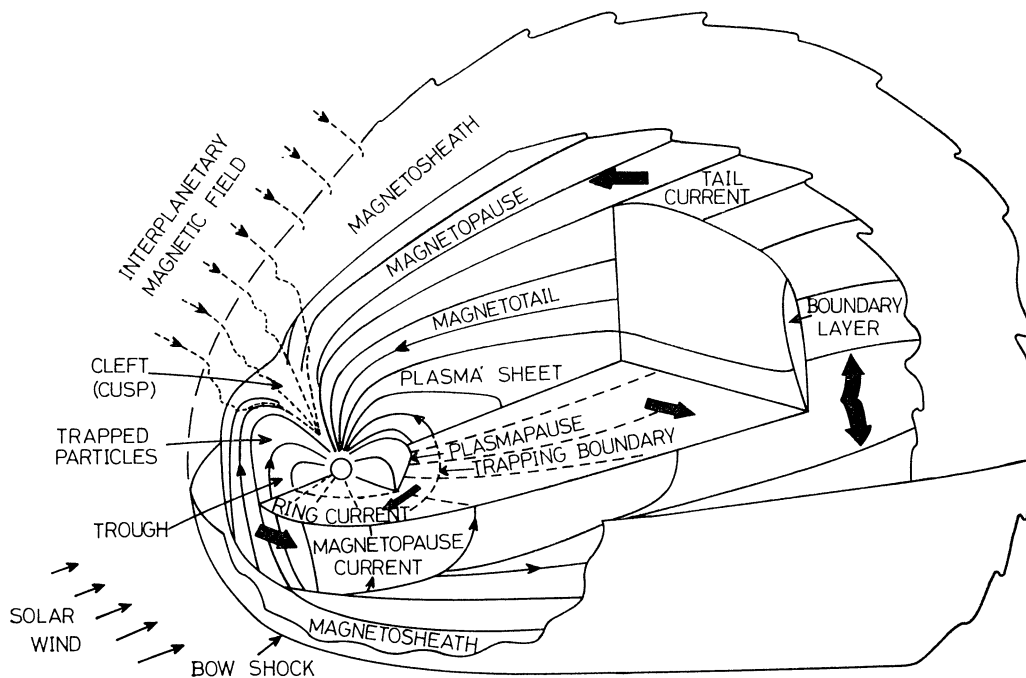 INTERPLANETARY
MAGNETIC FIELD
MAGNETOSHEATH
MAGNETOPAUSE
TAIL
CURRENT
MAGNETOTAIL
BOUNDARY
LAYER
CLEFT
(CUSP)
PLASMA SHEET
TRAPPED
PARTICLES
PLASMAPAUSE
TRAPPING BOUNDARY
TROUGH
RING CURRENT
MAGNETOPAUSE
CURRENT
SOLAR
WIND
MAGNETOSHEATH
BOW SHOCK